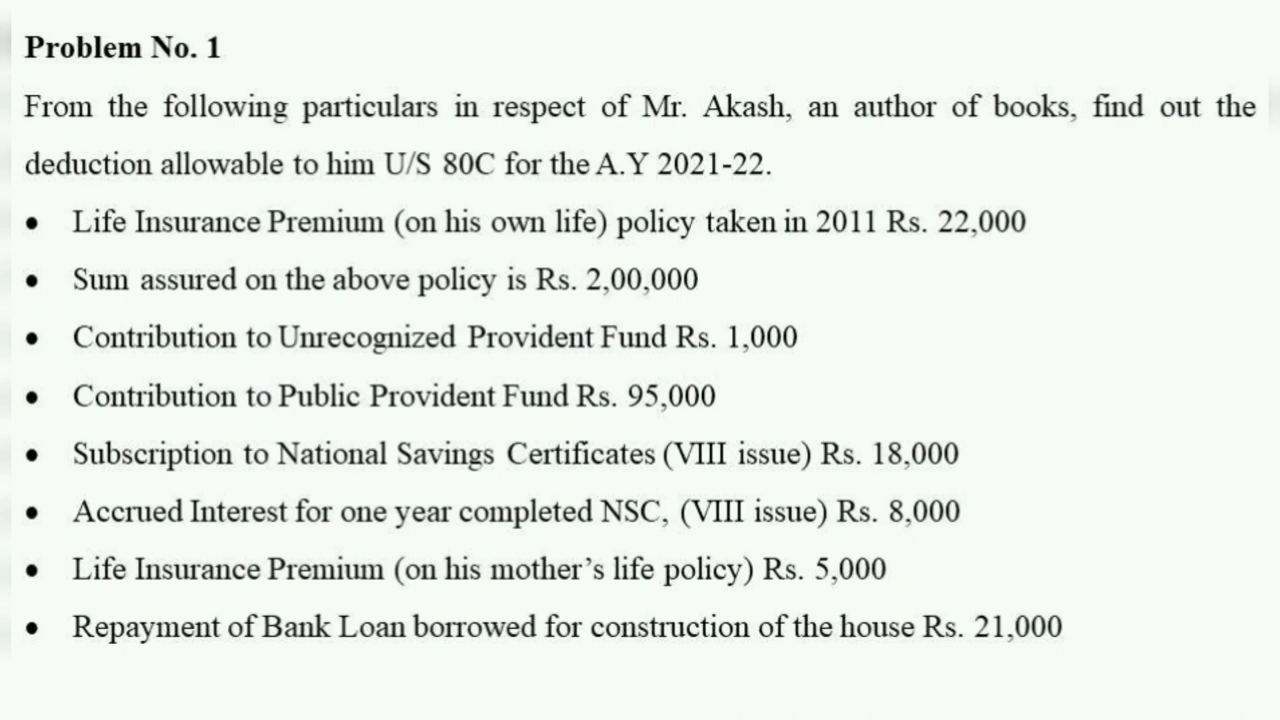 Problem No. 1
From the following particulars in respect of Mr. Akash, an author of books, find out the
deduction allowable to him U/S 80C for the A.Y 2021-22.
• Life Insurance Premium (on his own life) policy taken in 2011 Rs. 22,000
• Sum assured on the above policy is Rs. 2,00,000
• Contribution to Unrecognized Provident Fund Rs. 1,000
• Contribution to Public Provident Fund Rs. 95,000
• Subscription to National Savings Certificates (VIII issue) Rs. 18,000
• Accrued Interest for one year completed NSC, (VIII issue) Rs. 8,000
• Life Insurance Premium (on his mother’s life policy) Rs. 5,000
• Repayment of Bank Loan borrowed for construction of the house Rs. 21,000